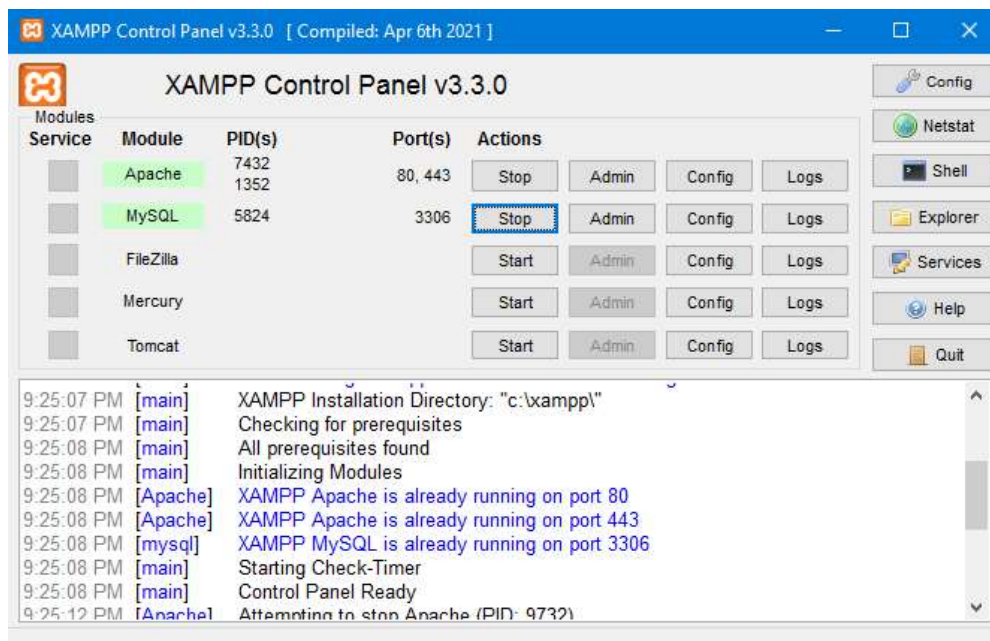 XAMPP Control Panel v3.3.0 [ Compiled: Apr 6th 2021 ]
XAMPP Control Panel v3.3.0
Config
Modules
Service Module PID(s) Port(s) Actions
Netstat
Apache 7432 1352 80, 443 Stop Admin Config Logs
Shell
MySQL 5824 3306 Stop Admin Config Logs
Explorer
FileZilla Start Admin Config Logs
Services
Mercury Start Admin Config Logs
Help
Tomcat Start Admin Config Logs
Quit
9:25:07 PM [main] XAMPP Installation Directory: "c:\xampp\"
9:25:07 PM [main] Checking for prerequisites
9:25:08 PM [main] All prerequisites found
9:25:08 PM [main] Initializing Modules
9:25:08 PM [Apache] XAMPP Apache is already running on port 80
9:25:08 PM [Apache] XAMPP Apache is already running on port 443
9:25:08 PM [mysql] XAMPP MySQL is already running on port 3306
9:25:08 PM [main] Starting Check-Timer
9:25:08 PM [main] Control Panel Ready
9:25:12 PM [Apache] Attempting to stop Apache (PID: 9732)